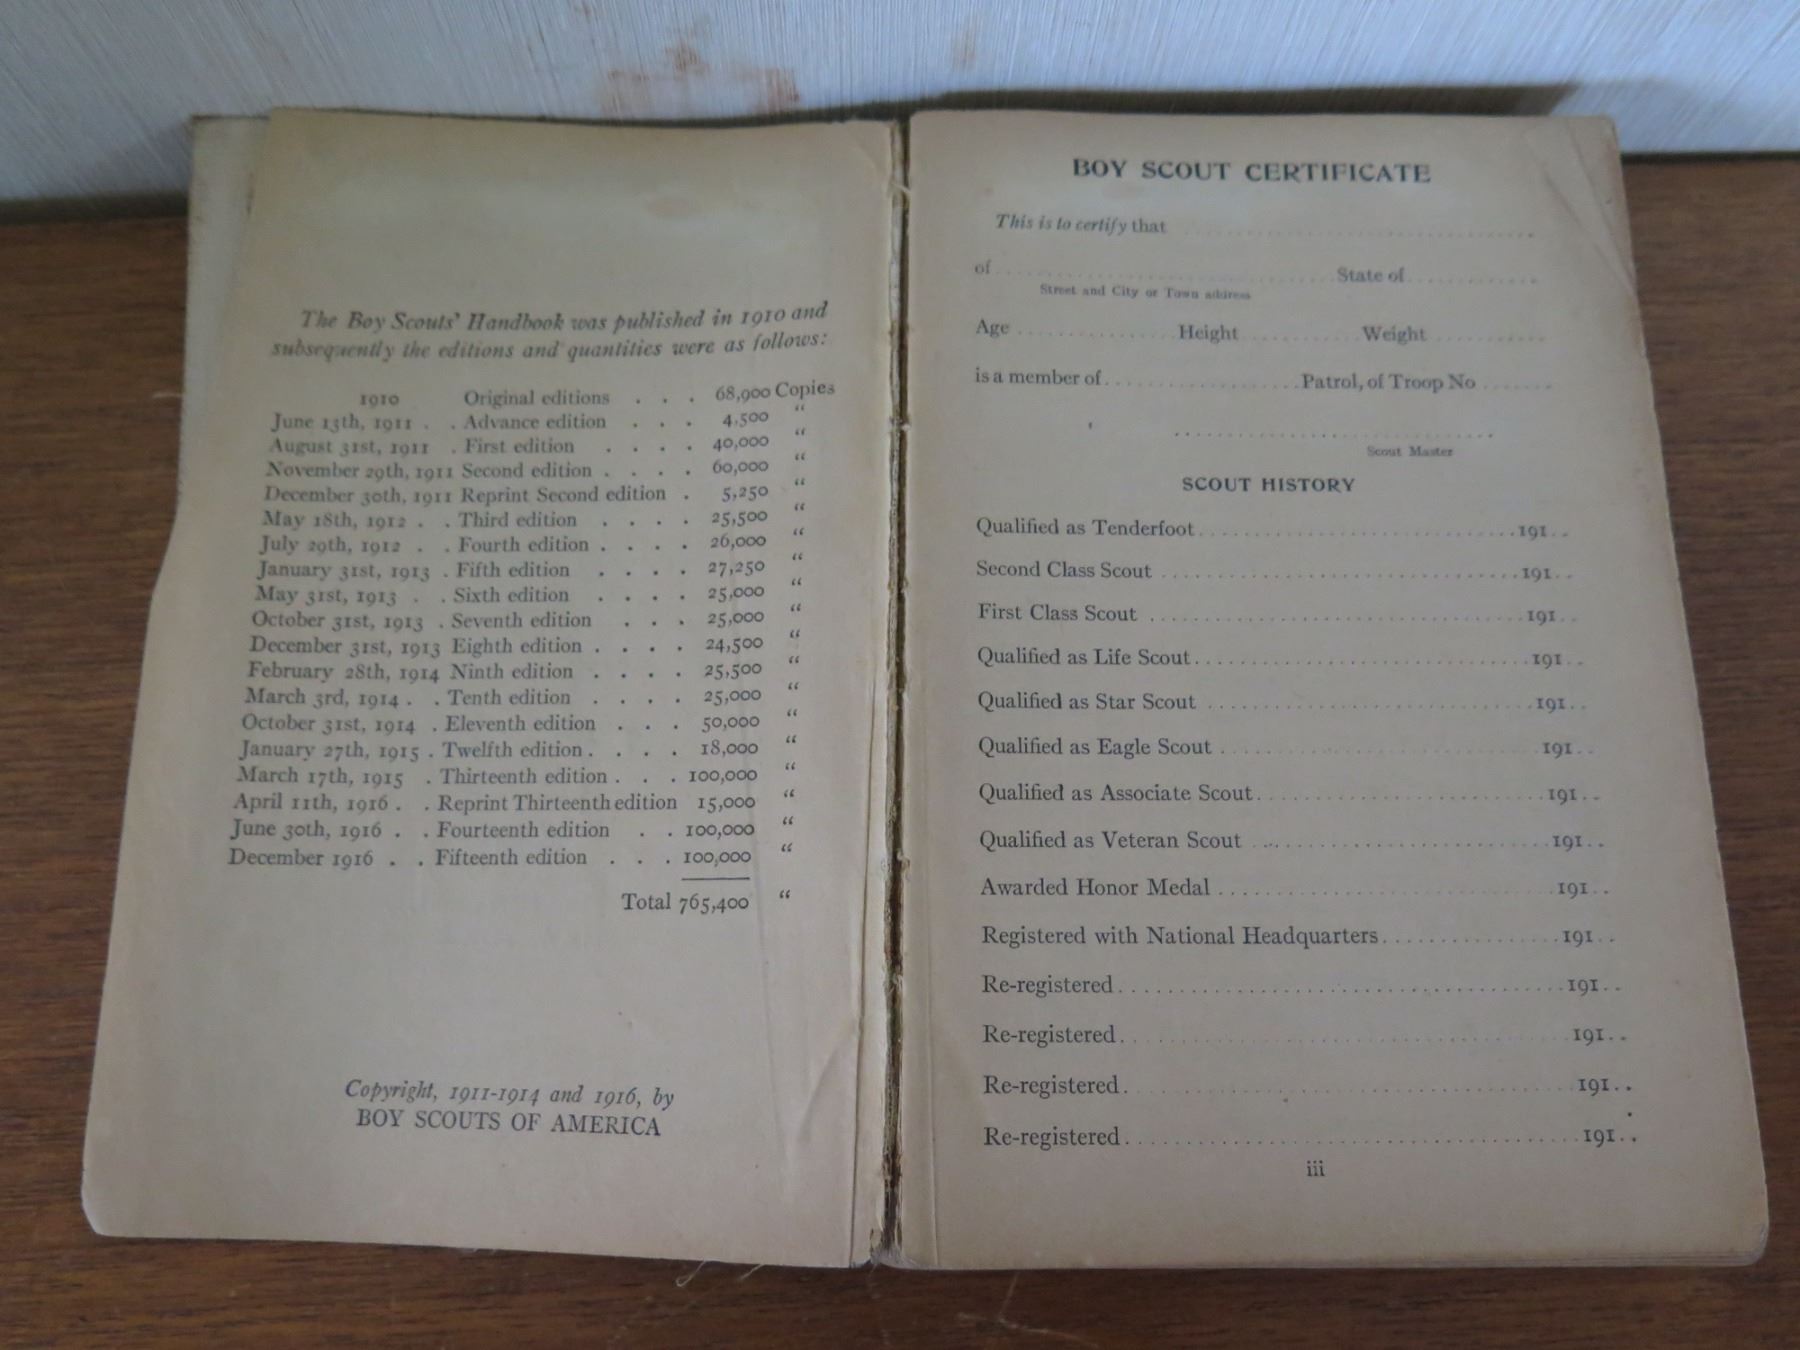 The Boy Scouts' Handbook was published in 1910 and
subsequently the editions and quantities were as follows:
1910 Original editions . . . 68,900 Copies
June 13th, 1911 . . Advance edition . . . 4,500 “
August 31st, 1911 . First edition . . . . 40,000 “
November 29th, 1911 Second edition . . . . 60,000 “
December 30th, 1911 Reprint Second edition . 5,250 “
May 18th, 1912 . . Third edition . . . . 25,500 “
July 29th, 1912 . . Fourth edition . . . . 26,000 “
January 31st, 1913 . Fifth edition . . . . 27,250 “
May 31st, 1913 . . Sixth edition . . . . 25,000 “
October 31st, 1913 . Seventh edition . . . 25,000 “
December 31st, 1913 Eighth edition . . . . 24,500 “
February 28th, 1914 Ninth edition . . . . 25,500 “
March 3rd, 1914 . . Tenth edition . . . . 25,000 “
October 31st, 1914 . Eleventh edition . . . 50,000 “
January 27th, 1915 . Twelfth edition . . . . 18,000 “
March 17th, 1915 . Thirteenth edition . . . 100,000 “
April 11th, 1916 . . Reprint Thirteenth edition 15,000 “
June 30th, 1916 . . Fourteenth edition . . 100,000 “
December 1916 . . Fifteenth edition . . . 100,000 “
Total 765,400 “
Copyright, 1911-1914 and 1916, by
BOY SCOUTS OF AMERICA
BOY SCOUT CERTIFICATE
This is to certify that ..............................
of .............................. State of ..............
Street and City or Town address
Age .............. Height ............ Weight ............
is a member of .................... Patrol, of Troop No .......
..............................
Scout Master
SCOUT HISTORY
Qualified as Tenderfoot .............................. 191..
Second Class Scout .............................. 191..
First Class Scout .............................. 191..
Qualified as Life Scout .............................. 191..
Qualified as Star Scout .............................. 191..
Qualified as Eagle Scout .............................. 191..
Qualified as Associate Scout .............................. 191..
Qualified as Veteran Scout .............................. 191..
Awarded Honor Medal .............................. 191..
Registered with National Headquarters .................. 191..
Re-registered .............................. 191..
Re-registered .............................. 191..
Re-registered .............................. 191..
Re-registered .............................. 191..
iii